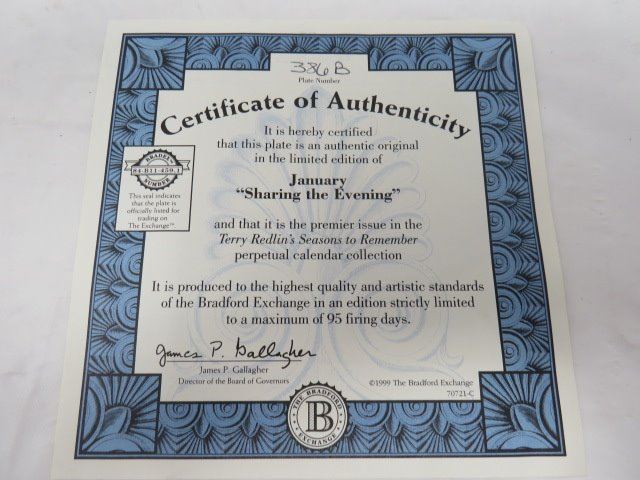 386B
Plate Number
Certificate of Authenticity
It is hereby certified
that this plate is an authentic original
in the limited edition of
January
“Sharing the Evening”
and that it is the premier issue in the
Terry Redlin's Seasons to Remember
perpetual calendar collection
BRADEX
84-B11-459.1
NUMBER
This seal indicates
that the plate is
officially listed for
trading on
The Exchange™
It is produced to the highest quality and artistic standards
of the Bradford Exchange in an edition strictly limited
to a maximum of 95 firing days.
James P. Gallagher
James P. Gallagher
Director of the Board of Governors
©1999 The Bradford Exchange
70721-C
THE BRADFORD
B
EXCHANGE